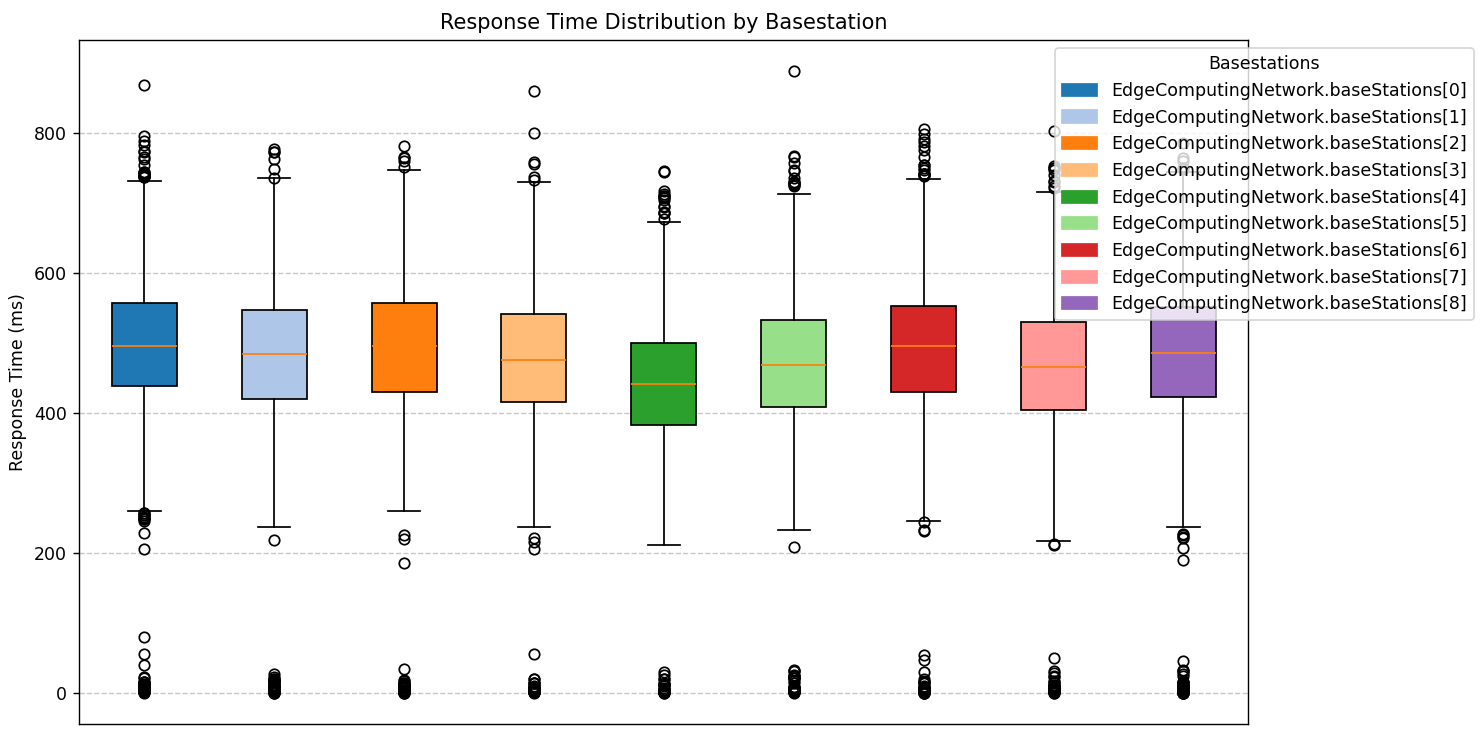 Response Time Distribution by Basestation
Response Time (ms)
800
600
400
200
0
Basestations
EdgeComputingNetwork.baseStations[0]
EdgeComputingNetwork.baseStations[1]
EdgeComputingNetwork.baseStations[2]
EdgeComputingNetwork.baseStations[3]
EdgeComputingNetwork.baseStations[4]
EdgeComputingNetwork.baseStations[5]
EdgeComputingNetwork.baseStations[6]
EdgeComputingNetwork.baseStations[7]
EdgeComputingNetwork.baseStations[8]